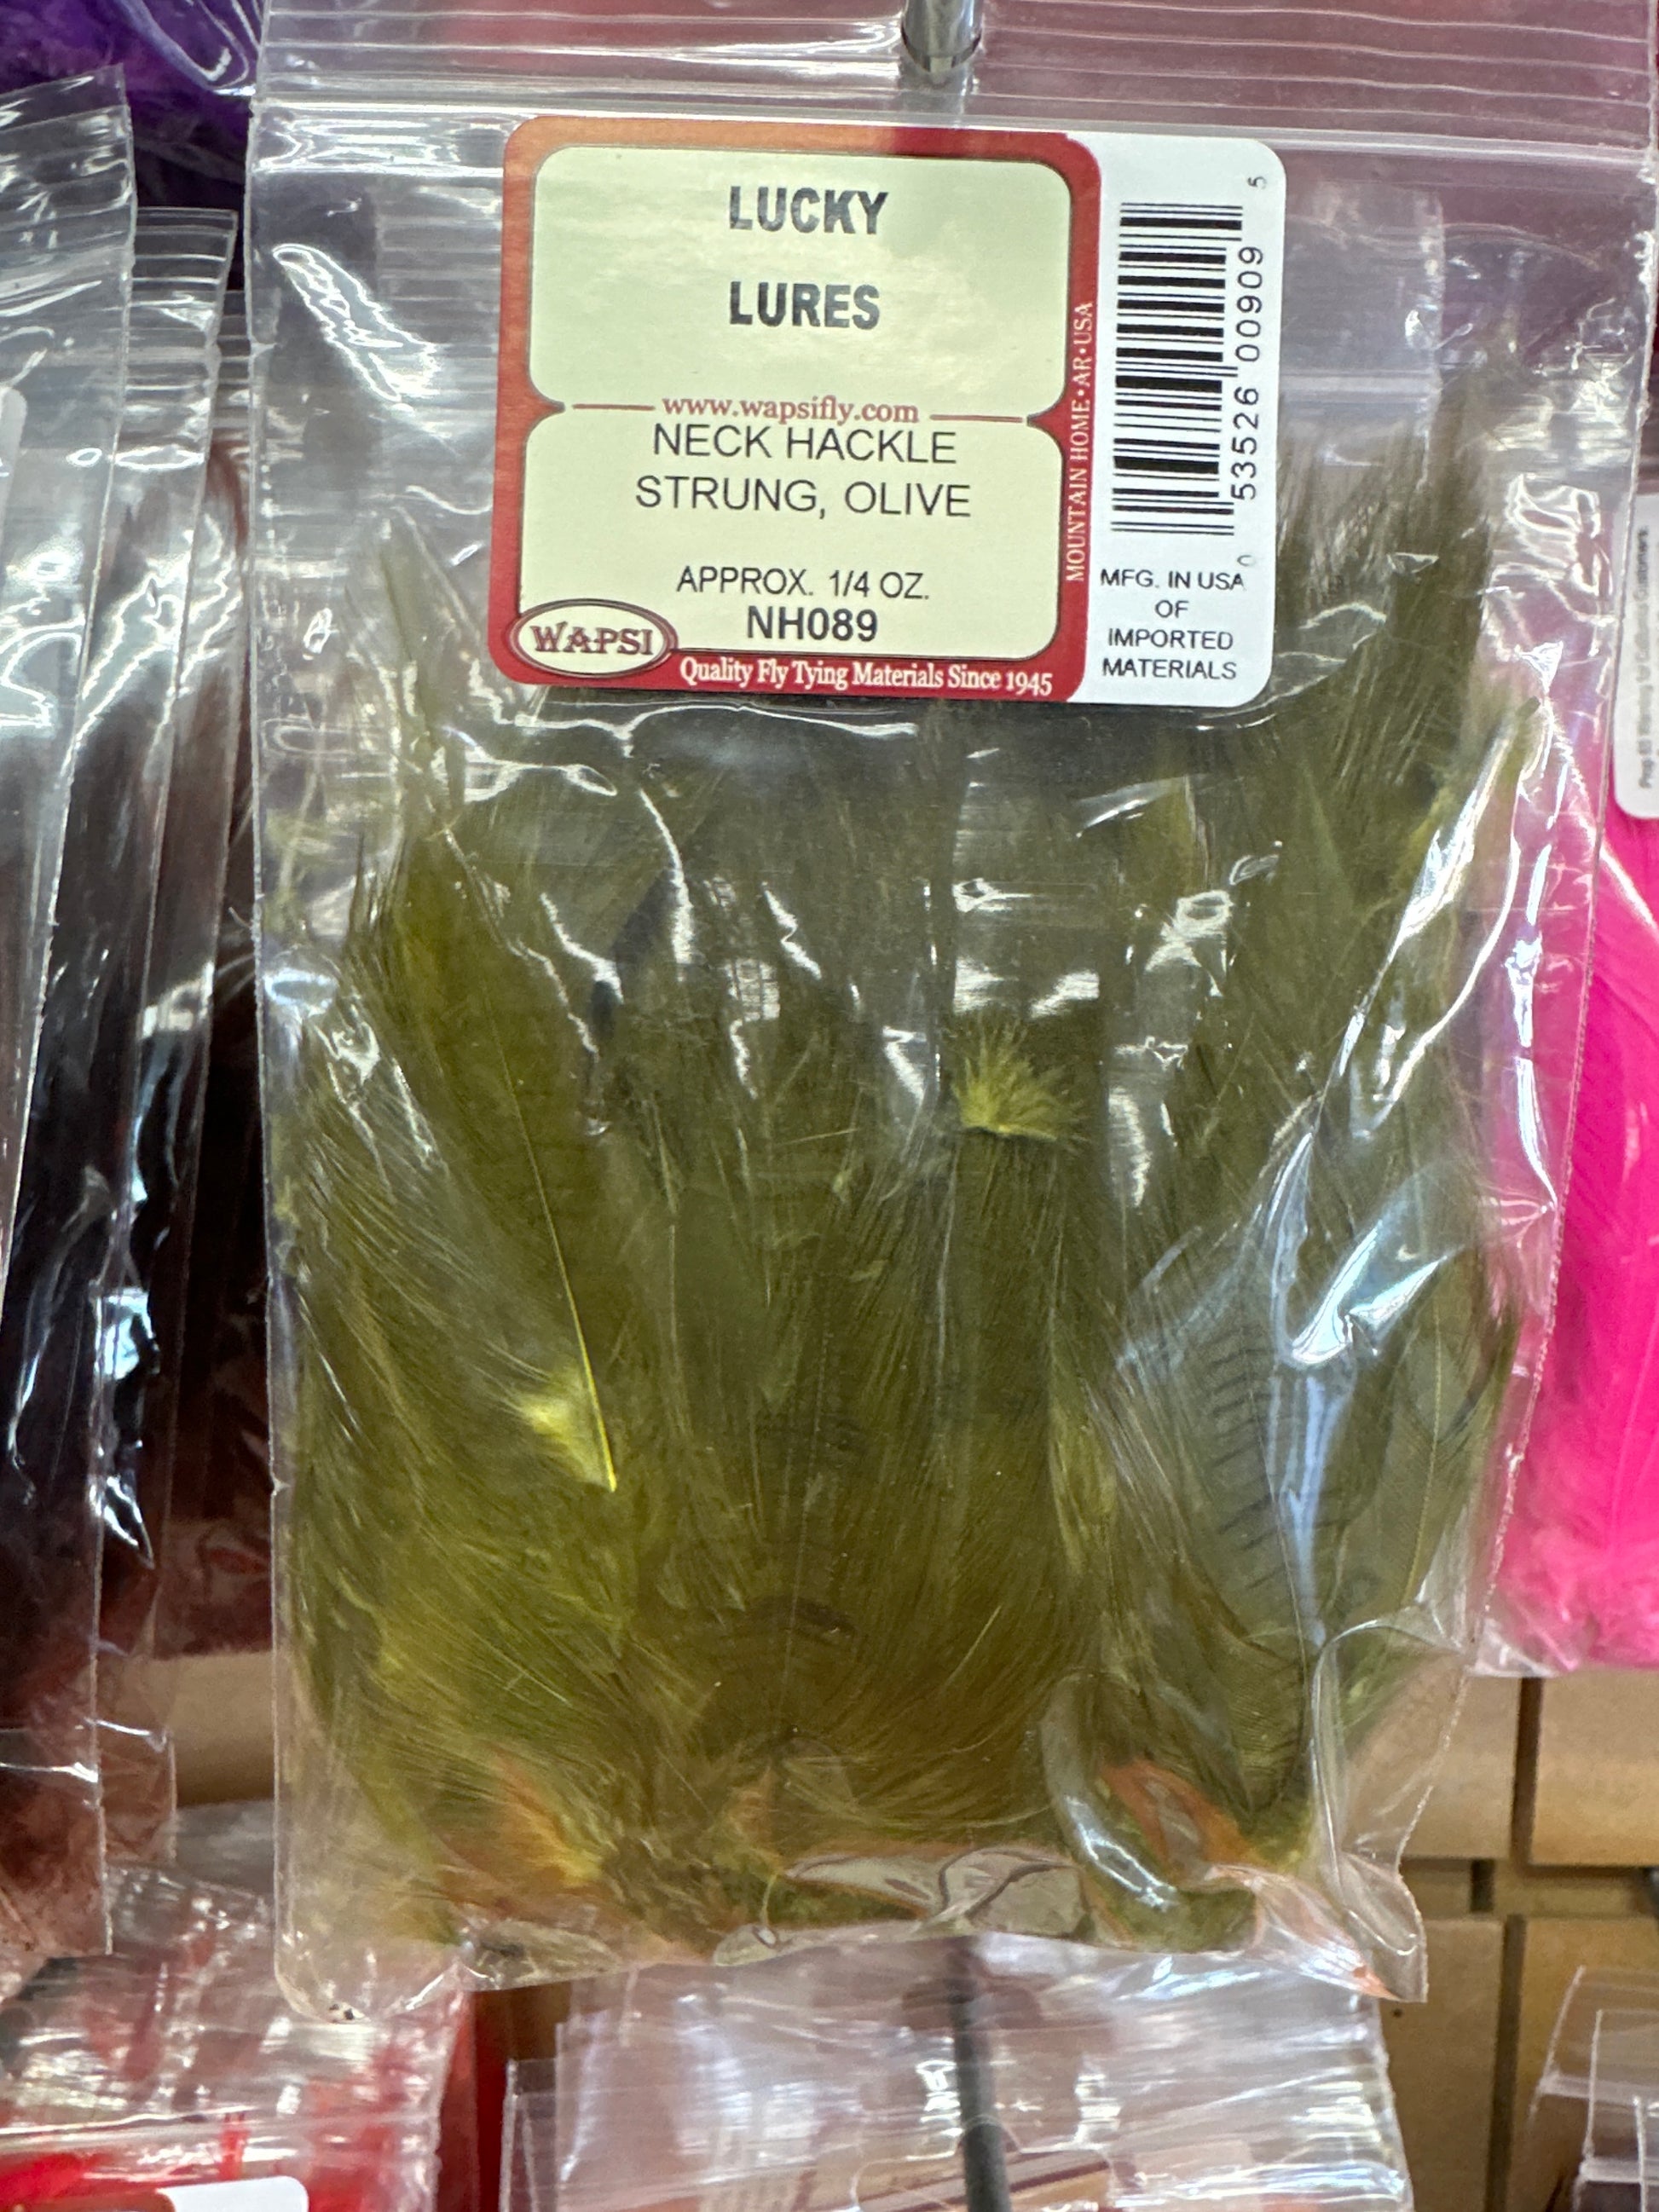 LUCKY
LURES
www.wapsifly.com
NECK HACKLE
STRUNG, OLIVE
APPROX. 1/4 OZ.
NH089
WAPSI
Quality Fly Tying Materials Since 1945
MOUNTAIN HOME • AR • USA
0 53526 00909 5
MFG. IN USA
OF
IMPORTED
MATERIALS